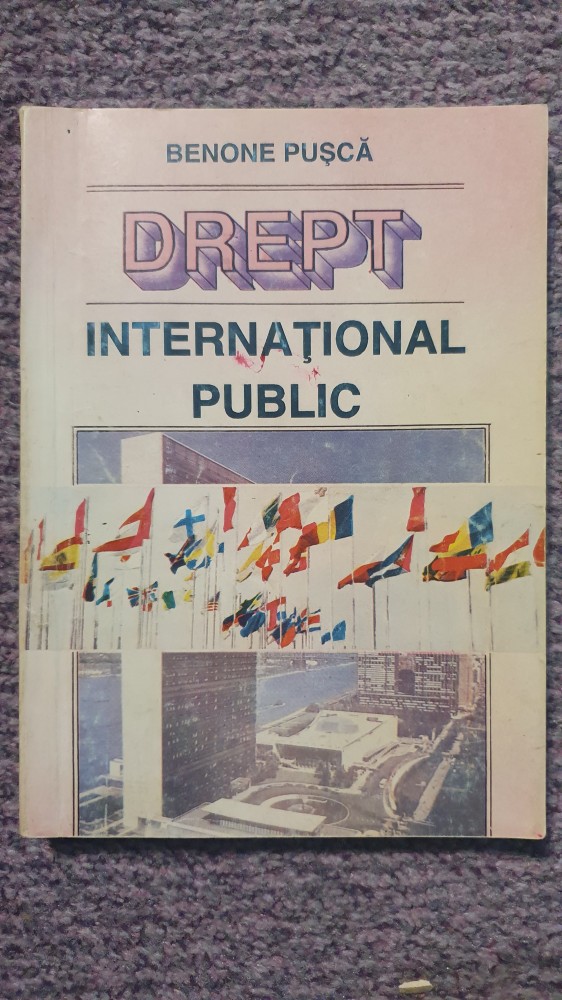 BENONE PUŞCĂ
DREPT
INTERNAŢIONAL
PUBLIC